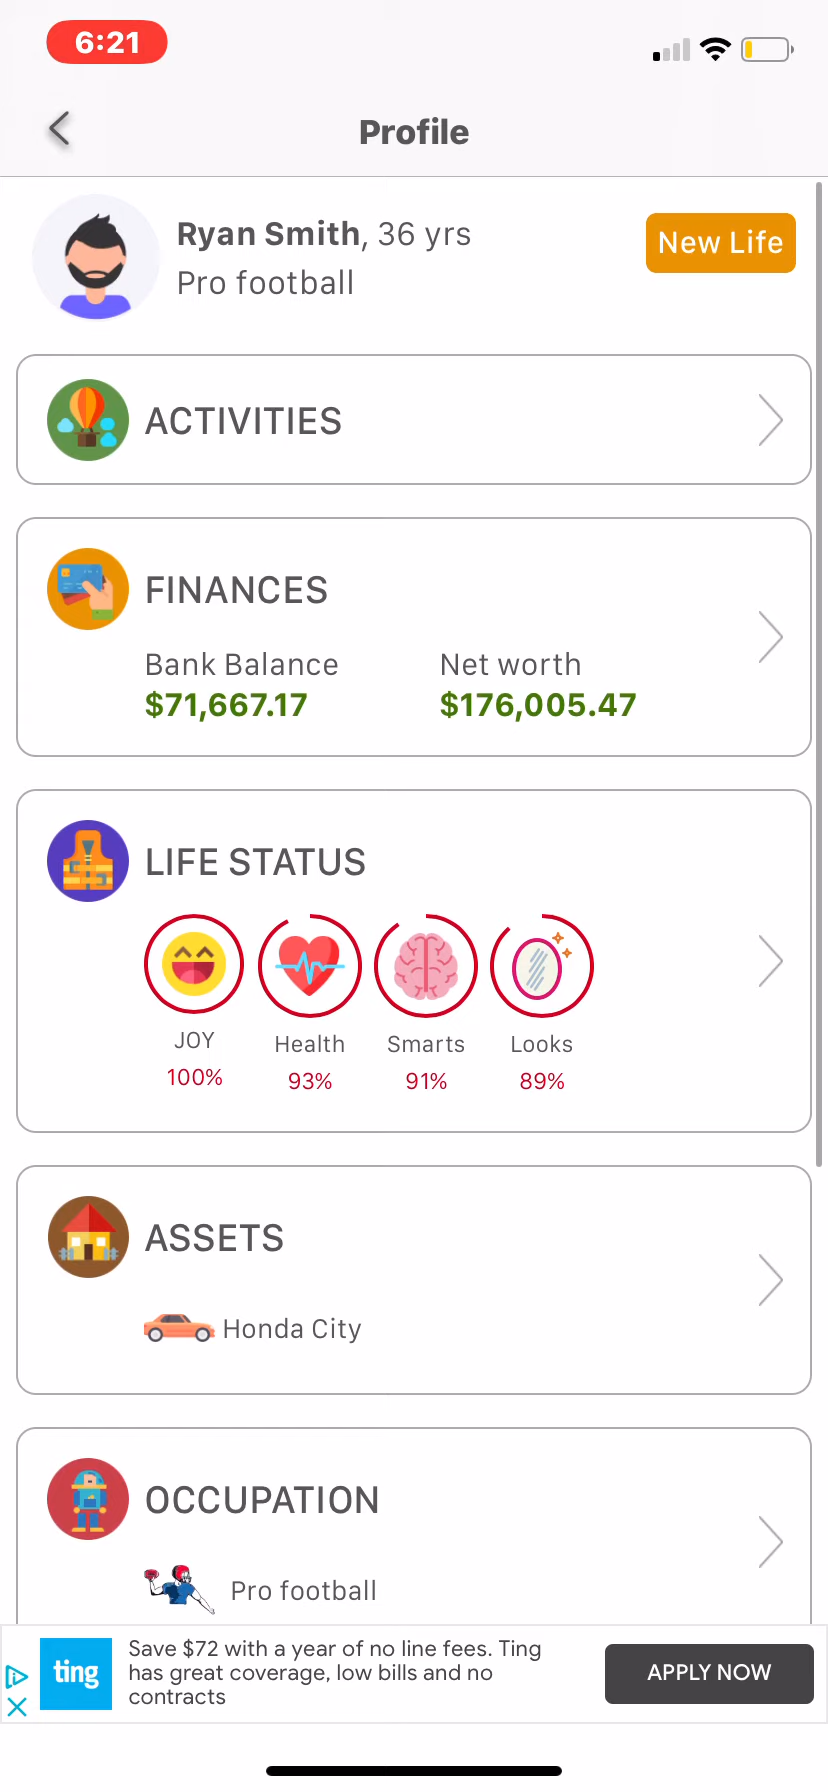 6:21
Profile
Ryan Smith, 36 yrs
New Life
Pro football
ACTIVITIES
FINANCES
Bank Balance
Net worth
$71,667.17
$176,005.47
LIFE STATUS
JOY
Health
Smarts
Looks
100%
93%
91%
89%
ASSETS
Honda City
OCCUPATION
Pro football
ting
Save $72 with a year of no line fees. Ting
has great coverage, low bills and no
contracts
APPLY NOW